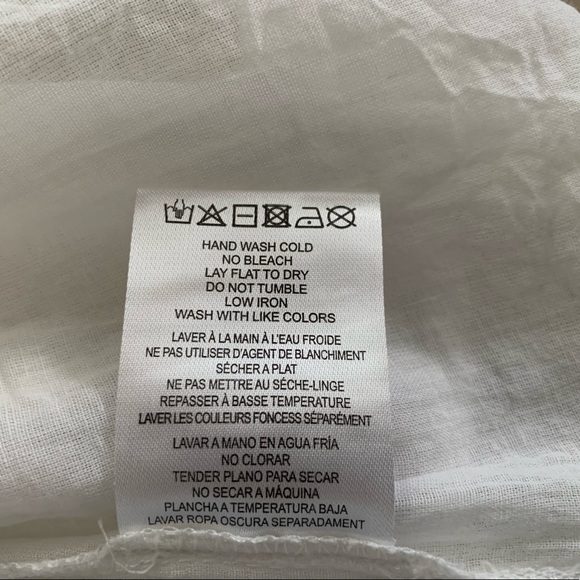 HAND WASH COLD
NO BLEACH
LAY FLAT TO DRY
DO NOT TUMBLE
LOW IRON
WASH WITH LIKE COLORS
LAVER À LA MAIN À L'EAU FROIDE
NE PAS UTILISER D'AGENT DE BLANCHIMENT
SÉCHER A PLAT
NE PAS METTRE AU SÉCHE-LINGE
REPASSER À BASSE TEMPERATURE
LAVER LES COULEURS FONCESS SÉPARÉMENT
LAVAR A MANO EN AGUA FRÍA
NO CLORAR
TENDER PLANO PARA SECAR
NO SECAR A MÁQUINA
PLANCHA A TEMPERATURA BAJA
LAVAR ROPA OSCURA SEPARADAMENT